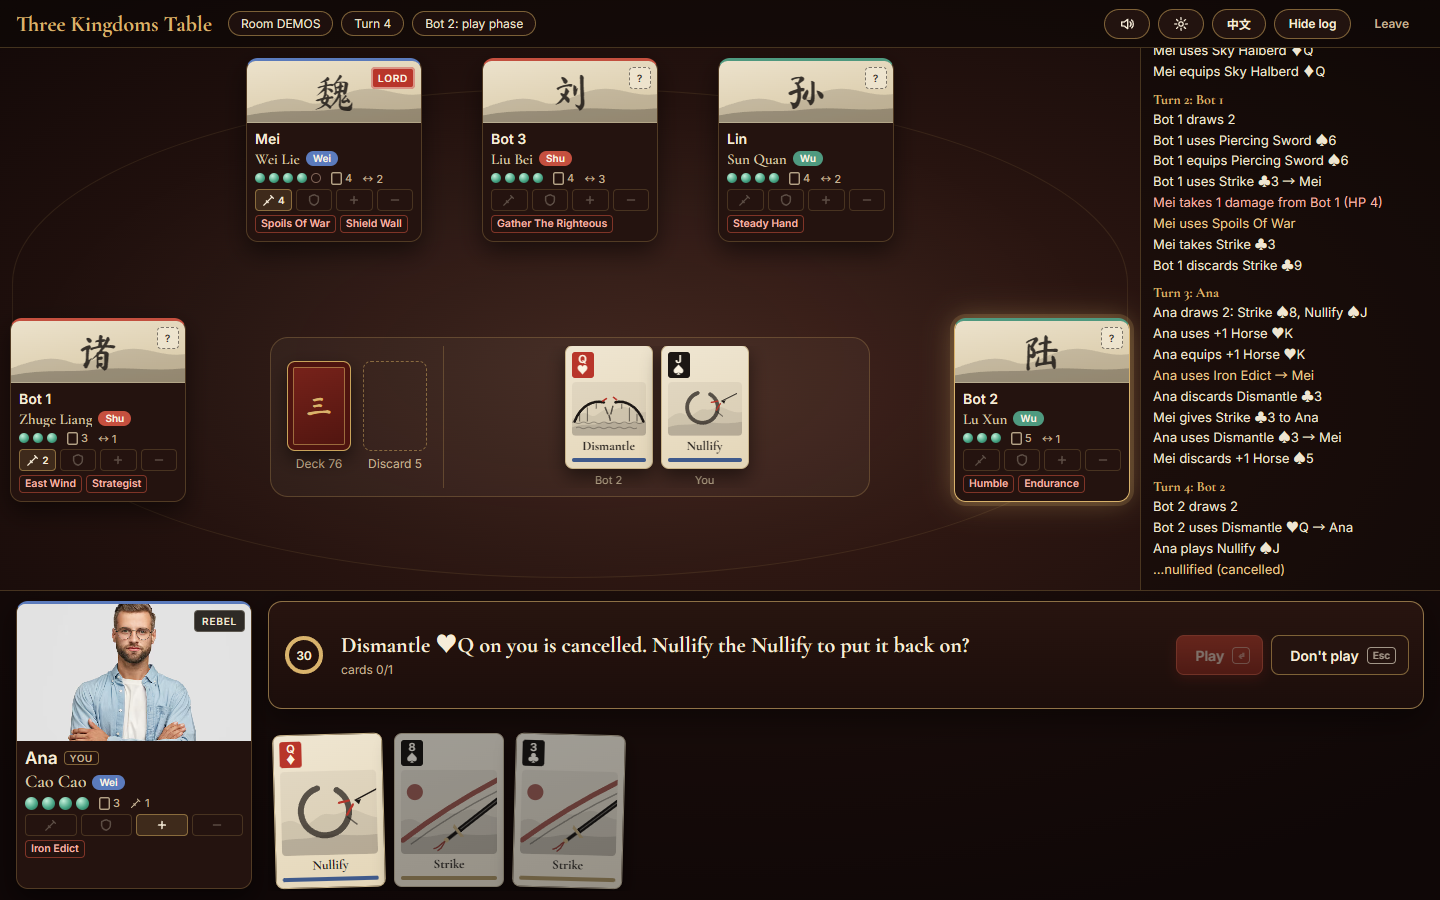 Three Kingdoms Table
Room DEMOS
Turn 4
Bot 2: play phase
中文
Hide log
Leave
魏
LORD
Mei
Wei Lie Wei
4 2
4
Spoils Of War Shield Wall
刘
?
Bot 3
Liu Bei Shu
4 3
Gather The Righteous
孙
?
Lin
Sun Quan Wu
4 2
Steady Hand
诸
?
Bot 1
Zhuge Liang Shu
3 1
2
East Wind Strategist
三
Deck 76
Discard 5
Q
Dismantle
Bot 2
J
Nullify
You
陆
?
Bot 2
Lu Xun Wu
5 1
Humble Endurance
Mei uses Sky Halberd ♦Q
Mei equips Sky Halberd ♦Q
Turn 2: Bot 1
Bot 1 draws 2
Bot 1 uses Piercing Sword ♠6
Bot 1 equips Piercing Sword ♠6
Bot 1 uses Strike ♣3 → Mei
Mei takes 1 damage from Bot 1 (HP 4)
Mei uses Spoils Of War
Mei takes Strike ♣3
Bot 1 discards Strike ♣9
Turn 3: Ana
Ana draws 2: Strike ♠8, Nullify ♠J
Ana uses +1 Horse ♥K
Ana equips +1 Horse ♥K
Ana uses Iron Edict → Mei
Ana discards Dismantle ♣3
Mei gives Strike ♣3 to Ana
Ana uses Dismantle ♠3 → Mei
Mei discards +1 Horse ♠5
Turn 4: Bot 2
Bot 2 draws 2
Bot 2 uses Dismantle ♥Q → Ana
Ana plays Nullify ♠J
...nullified (cancelled)
REBEL
Ana YOU
Cao Cao Wei
3 1
Iron Edict
30
Dismantle ♥Q on you is cancelled. Nullify the Nullify to put it back on?
cards 0/1
Play
Don't play Esc
Q
Nullify
8
Strike
3
Strike